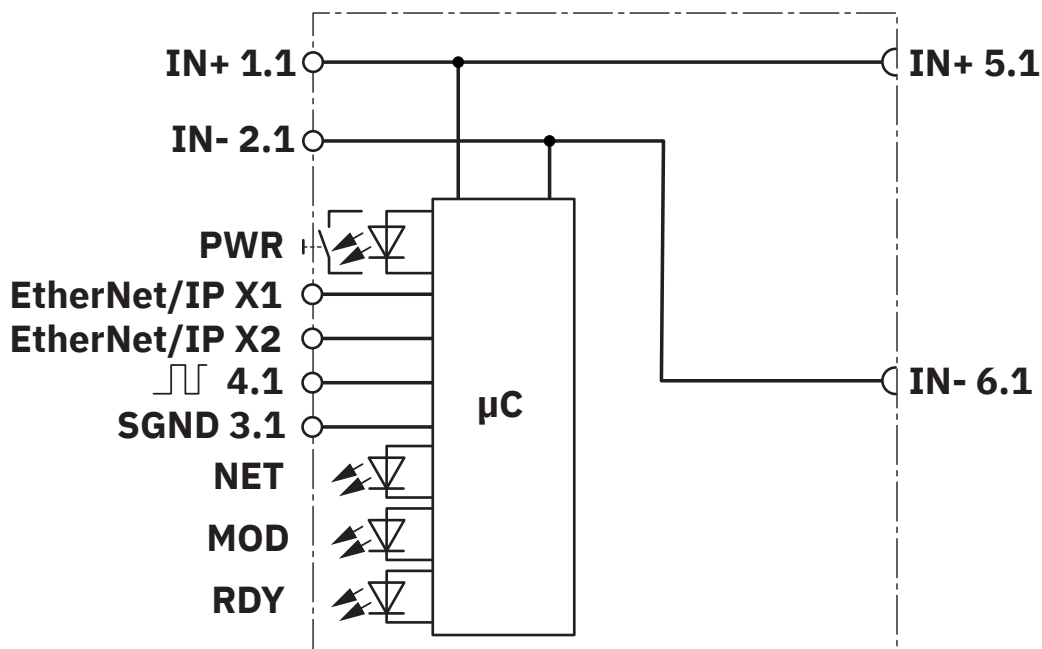 IN+ 1.1
IN+ 5.1
IN- 2.1
PWR
EtherNet/IP X1
EtherNet/IP X2
4.1
IN- 6.1
µC
SGND 3.1
NET
MOD
RDY